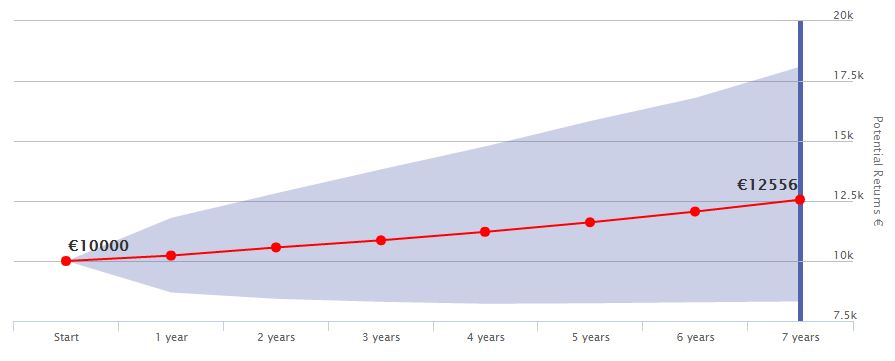 20k
17.5k
15k
12.5k
10k
7.5k
Potential Returns €
€10000
€12556
Start
1 year
2 years
3 years
4 years
5 years
6 years
7 years